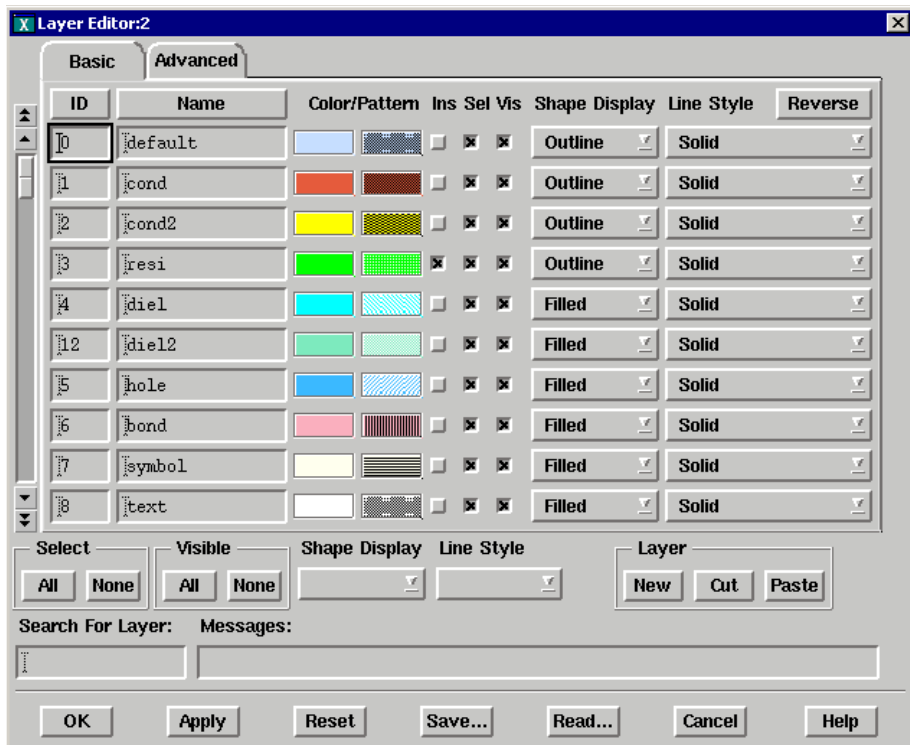 X Layer Editor:2
Basic Advanced
ID Name Color/Pattern Ins Sel Vis Shape Display Line Style Reverse
0 default Outline Solid
1 cond Outline Solid
2 cond2 Outline Solid
3 resi Outline Solid
4 diel Filled Solid
12 diel2 Filled Solid
5 hole Filled Solid
6 bond Filled Solid
7 symbol Filled Solid
8 text Filled Solid
Select Visible Shape Display Line Style Layer
All None All None New Cut Paste
Search For Layer: Messages:
OK Apply Reset Save... Read... Cancel Help